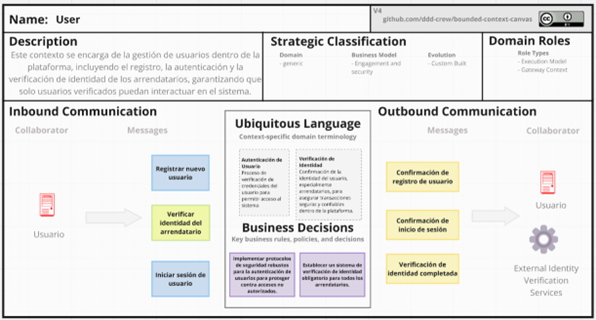 Name: User
V4
github.com/ddd-crew/bounded-context-canvas
Description
Este contexto se encarga de la gestión de usuarios dentro de la
plataforma, incluyendo el registro, la autenticación y la
verificación de identidad de los arrendatarios, garantizando que
solo usuarios verificados puedan interactuar en el sistema.
Strategic Classification
Domain
- generic
Business Model
- Engagement and
security
Evolution
- Custom Built
Domain Roles
Role Types
- Execution Model
- Gateway Context
Inbound Communication
Collaborator
Messages
Usuario
Registrar nuevo
usuario
Verificar
identidad del
arrendatario
Iniciar sesión de
usuario
Ubiquitous Language
Context-specific domain terminology
Autenticación de
Usuario
Proceso de
verificación de
credenciales del
usuario para
permitir acceso al
sistema
Verificación de
Identidad
Confirmación de la
identidad del usuario,
especialmente
arrendatarios, para
asegurar transacciones
seguras y confiables
dentro de la plataforma.
Business Decisions
Key business rules, policies, and decisions
Implementar protocolos
de seguridad robustos
para la autenticación de
usuarios para proteger
contra accesos no
autorizados.
Establecer un sistema de
verificación de identidad
obligatorio para todos los
arrendatarios.
Outbound Communication
Messages
Collaborator
Confirmación de
registro de usuario
Confirmación de
inicio de sesión
Verificación de
identidad completada
Usuario
External Identity
Verification
Services